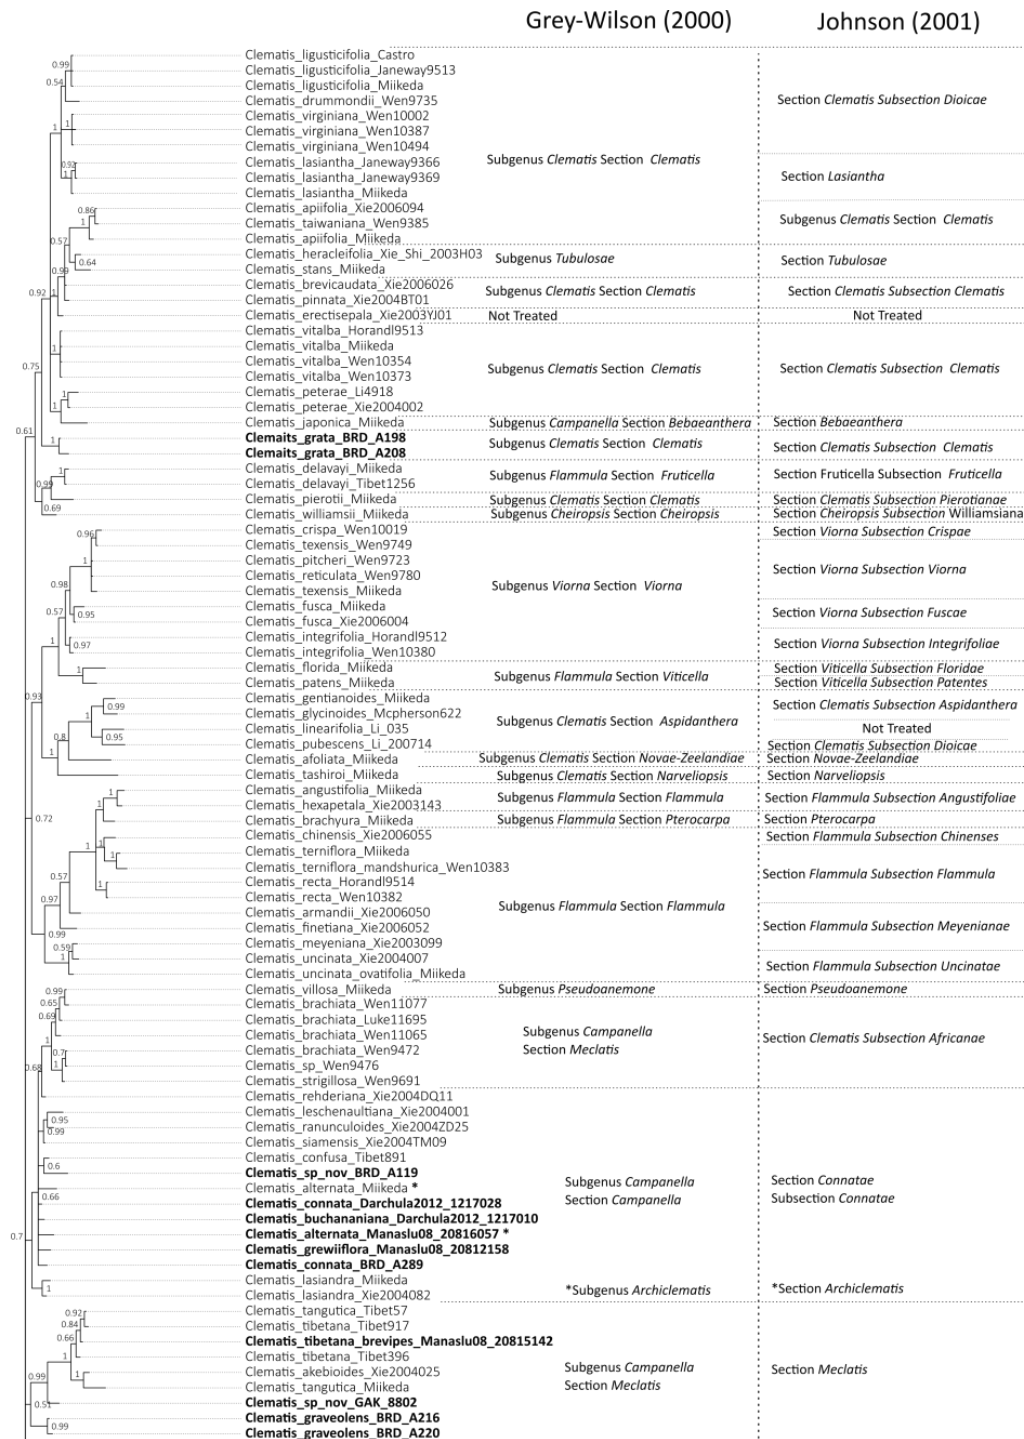 Grey-Wilson (2000) Johnson (2001)
Clematis_ligusticifolia_Castro
Clematis_ligusticifolia_Janeway9513
Clematis_ligusticifolia_Miikeda
Clematis_drummondii_Wen9735 Section Clematis Subsection Dioicae
Clematis_virginiana_Wen10002
Clematis_virginiana_Wen10387
Clematis_virginiana_Wen10494
Clematis_lasiantha_Janeway9366 Subgenus Clematis Section Clematis
Clematis_lasiantha_Janeway9369 Section Lasiantha
Clematis_lasiantha_Miikeda
Clematis_apiifolia_Xie2006094
Clematis_taiwaniana_Wen9385 Subgenus Clematis Section Clematis
Clematis_apiifolia_Miikeda
Clematis_heracleifolia_Xie_Shi_2003H03 Subgenus Tubulosae Section Tubulosae
Clematis_stans_Miikeda
Clematis_brevicaudata_Xie2006026 Subgenus Clematis Section Clematis Section Clematis Subsection Clematis
Clematis_pinnata_Xie2004BT01
Clematis_erectisepala_Xie2003YJ01 Not Treated Not Treated
Clematis_vitalba_Horandl9513
Clematis_vitalba_Miikeda
Clematis_vitalba_Wen10354 Subgenus Clematis Section Clematis Section Clematis Subsection Clematis
Clematis_vitalba_Wen10373
Clematis_peterae_Li4918
Clematis_peterae_Xie2004002
Clematis_japonica_Miikeda Subgenus Campanella Section Bebaeanthera Section Bebaeanthera
Clemaits_grata_BRD_A198 Subgenus Clematis Section Clematis Section Clematis Subsection Clematis
Clemaits_grata_BRD_A208
Clematis_delavayi_Miikeda Subgenus Flammula Section Fruticella Section Fruticella Subsection Fruticella
Clematis_delavayi_Tibet1256
Clematis_pierotii_Miikeda Subgenus Clematis Section Clematis Section Clematis Subsection Pierotianae
Clematis_williamsii_Miikeda Subgenus Cheiropsis Section Cheiropsis Section Cheiropsis Subsection Williamsiana
Clematis_crispa_Wen10019 Section Viorna Subsection Crispae
Clematis_texensis_Wen9749
Clematis_pitcheri_Wen9723 Section Viorna Subsection Viorna
Clematis_reticulata_Wen9780 Subgenus Viorna Section Viorna
Clematis_texensis_Miikeda
Clematis_fusca_Miikeda Section Viorna Subsection Fuscae
Clematis_fusca_Xie2006004
Clematis_integrifolia_Horandl9512 Section Viorna Subsection Integrifoliae
Clematis_integrifolia_Wen10380
Clematis_florida_Miikeda Subgenus Flammula Section Viticella Section Viticella Subsection Floridae
Clematis_patens_Miikeda Section Viticella Subsection Patentes
Clematis_gentianoides_Miikeda Section Clematis Subsection Aspidanthera
Clematis_glycinoides_Mcpherson622 Subgenus Clematis Section Aspidanthera
Clematis_linearifolia_Li_035 Not Treated
Clematis_pubescens_Li_200714 Section Clematis Subsection Dioicae
Clematis_afoliata_Miikeda Subgenus Clematis Section Novae-Zeelandiae Section Novae-Zeelandiae
Clematis_tashiroi_Miikeda Subgenus Clematis Section Narveliopsis Section Narveliopsis
Clematis_angustifolia_Miikeda Subgenus Flammula Section Flammula Section Flammula Subsection Angustifoliae
Clematis_hexapetala_Xie2003143
Clematis_brachyura_Miikeda Subgenus Flammula Section Pterocarpa Section Pterocarpa
Clematis_chinensis_Xie2006055 Section Flammula Subsection Chinenses
Clematis_terniflora_Miikeda
Clematis_terniflora_mandshurica_Wen10383 Section Flammula Subsection Flammula
Clematis_recta_Horandl9514
Clematis_recta_Wen10382 Subgenus Flammula Section Flammula
Clematis_armandii_Xie2006050
Clematis_finetiana_Xie2006052 Section Flammula Subsection Meyenianae
Clematis_meyeniana_Xie2003099
Clematis_uncinata_Xie2004007 Section Flammula Subsection Uncinatae
Clematis_uncinata_ovatifolia_Miikeda
Clematis_villosa_Miikeda Subgenus Pseudoanemone Section Pseudoanemone
Clematis_brachiata_Wen11077
Clematis_brachiata_Luke11695
Clematis_brachiata_Wen11065 Subgenus Campanella Section Clematis Subsection Africanae
Clematis_brachiata_Wen9472 Section Meclatis
Clematis_sp_Wen9476
Clematis_strigillosa_Wen9691
Clematis_rehderiana_Xie2004DQ11
Clematis_leschenaultiana_Xie2004001
Clematis_ranunculoides_Xie2004ZD25
Clematis_siamensis_Xie2004TM09
Clematis_confusa_Tibet891
Clematis_sp_nov_BRD_A119 Subgenus Campanella Section Connatae
Clematis_alternata_Miikeda * Section Campanella Subsection Connatae
Clematis_connata_Darchula2012_1217028
Clematis_buchananiana_Darchula2012_1217010
Clematis_alternata_Manaslu08_20816057 *
Clematis_grewiiflora_Manaslu08_20812158
Clematis_connata_BRD_A289
Clematis_lasiandra_Miikeda *Subgenus Archiclematis *Section Archiclematis
Clematis_lasiandra_Xie2004082
Clematis_tangutica_Tibet57
Clematis_tibetana_Tibet917
Clematis_tibetana_brevipes_Manaslu08_20815142
Clematis_tibetana_Tibet396 Subgenus Campanella Section Meclatis
Clematis_akebioides_Xie2004025 Section Meclatis
Clematis_tangutica_Miikeda
Clematis_sp_nov_GAK_8802
Clematis_graveolens_BRD_A216
Clematis_graveolens_BRD_A220